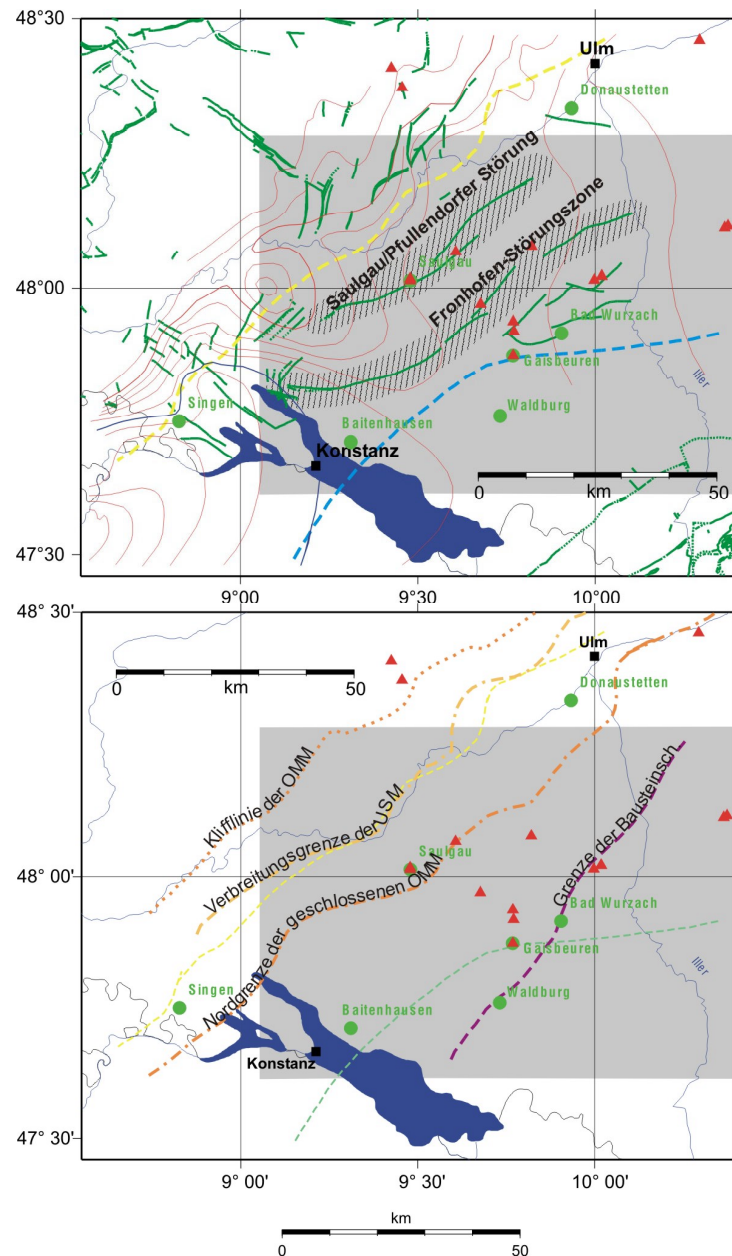 48°30'
Ulm
Donaustetten
Saulgau/Pfullendorfer Störung
Fronhofen-Störungszone
Saulgau
48°00'
Bad Wurzach
Gaisbeuren
Iller
Singen
Baitenhausen
Waldburg
Konstanz
0 km 50
47°30'
9°00' 9°30' 10°00'
48° 30'
Ulm
0 km 50
Donaustetten
Klifflinie der OMM
Verbreitungsgrenze der USM
Grenze der Bausteinsch
Saulgau
48° 00'
Nordgrenze der geschlossenen OMM
Bad Wurzach
Gaisbeuren
Iller
Singen
Waldburg
Baitenhausen
Konstanz
47° 30'
9° 00' 9° 30' 10° 00'
km
0 50